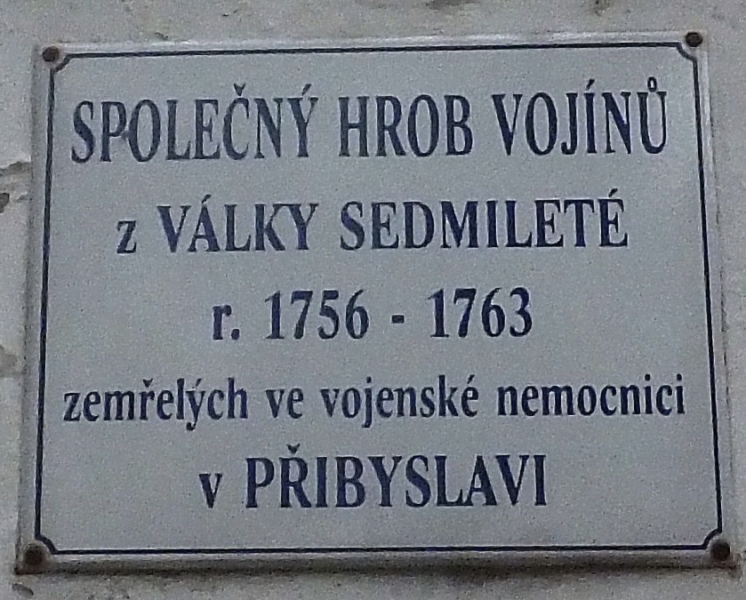 SPOLEČNÝ HROB VOJÍNŮ
z VÁLKY SEDMILETÉ
r. 1756 - 1763
zemřelých ve vojenské nemocnici
v PŘIBYSLAVI